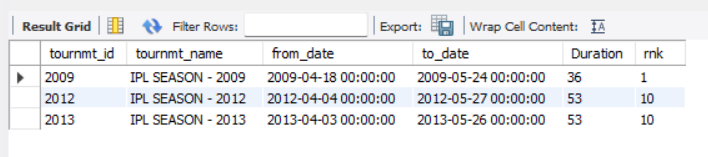 Result Grid Filter Rows: Export: Wrap Cell Content: IA
tournmt_id tournmt_name from_date to_date Duration rnk
2009 IPL SEASON - 2009 2009-04-18 00:00:00 2009-05-24 00:00:00 36 1
2012 IPL SEASON - 2012 2012-04-04 00:00:00 2012-05-27 00:00:00 53 10
2013 IPL SEASON - 2013 2013-04-03 00:00:00 2013-05-26 00:00:00 53 10